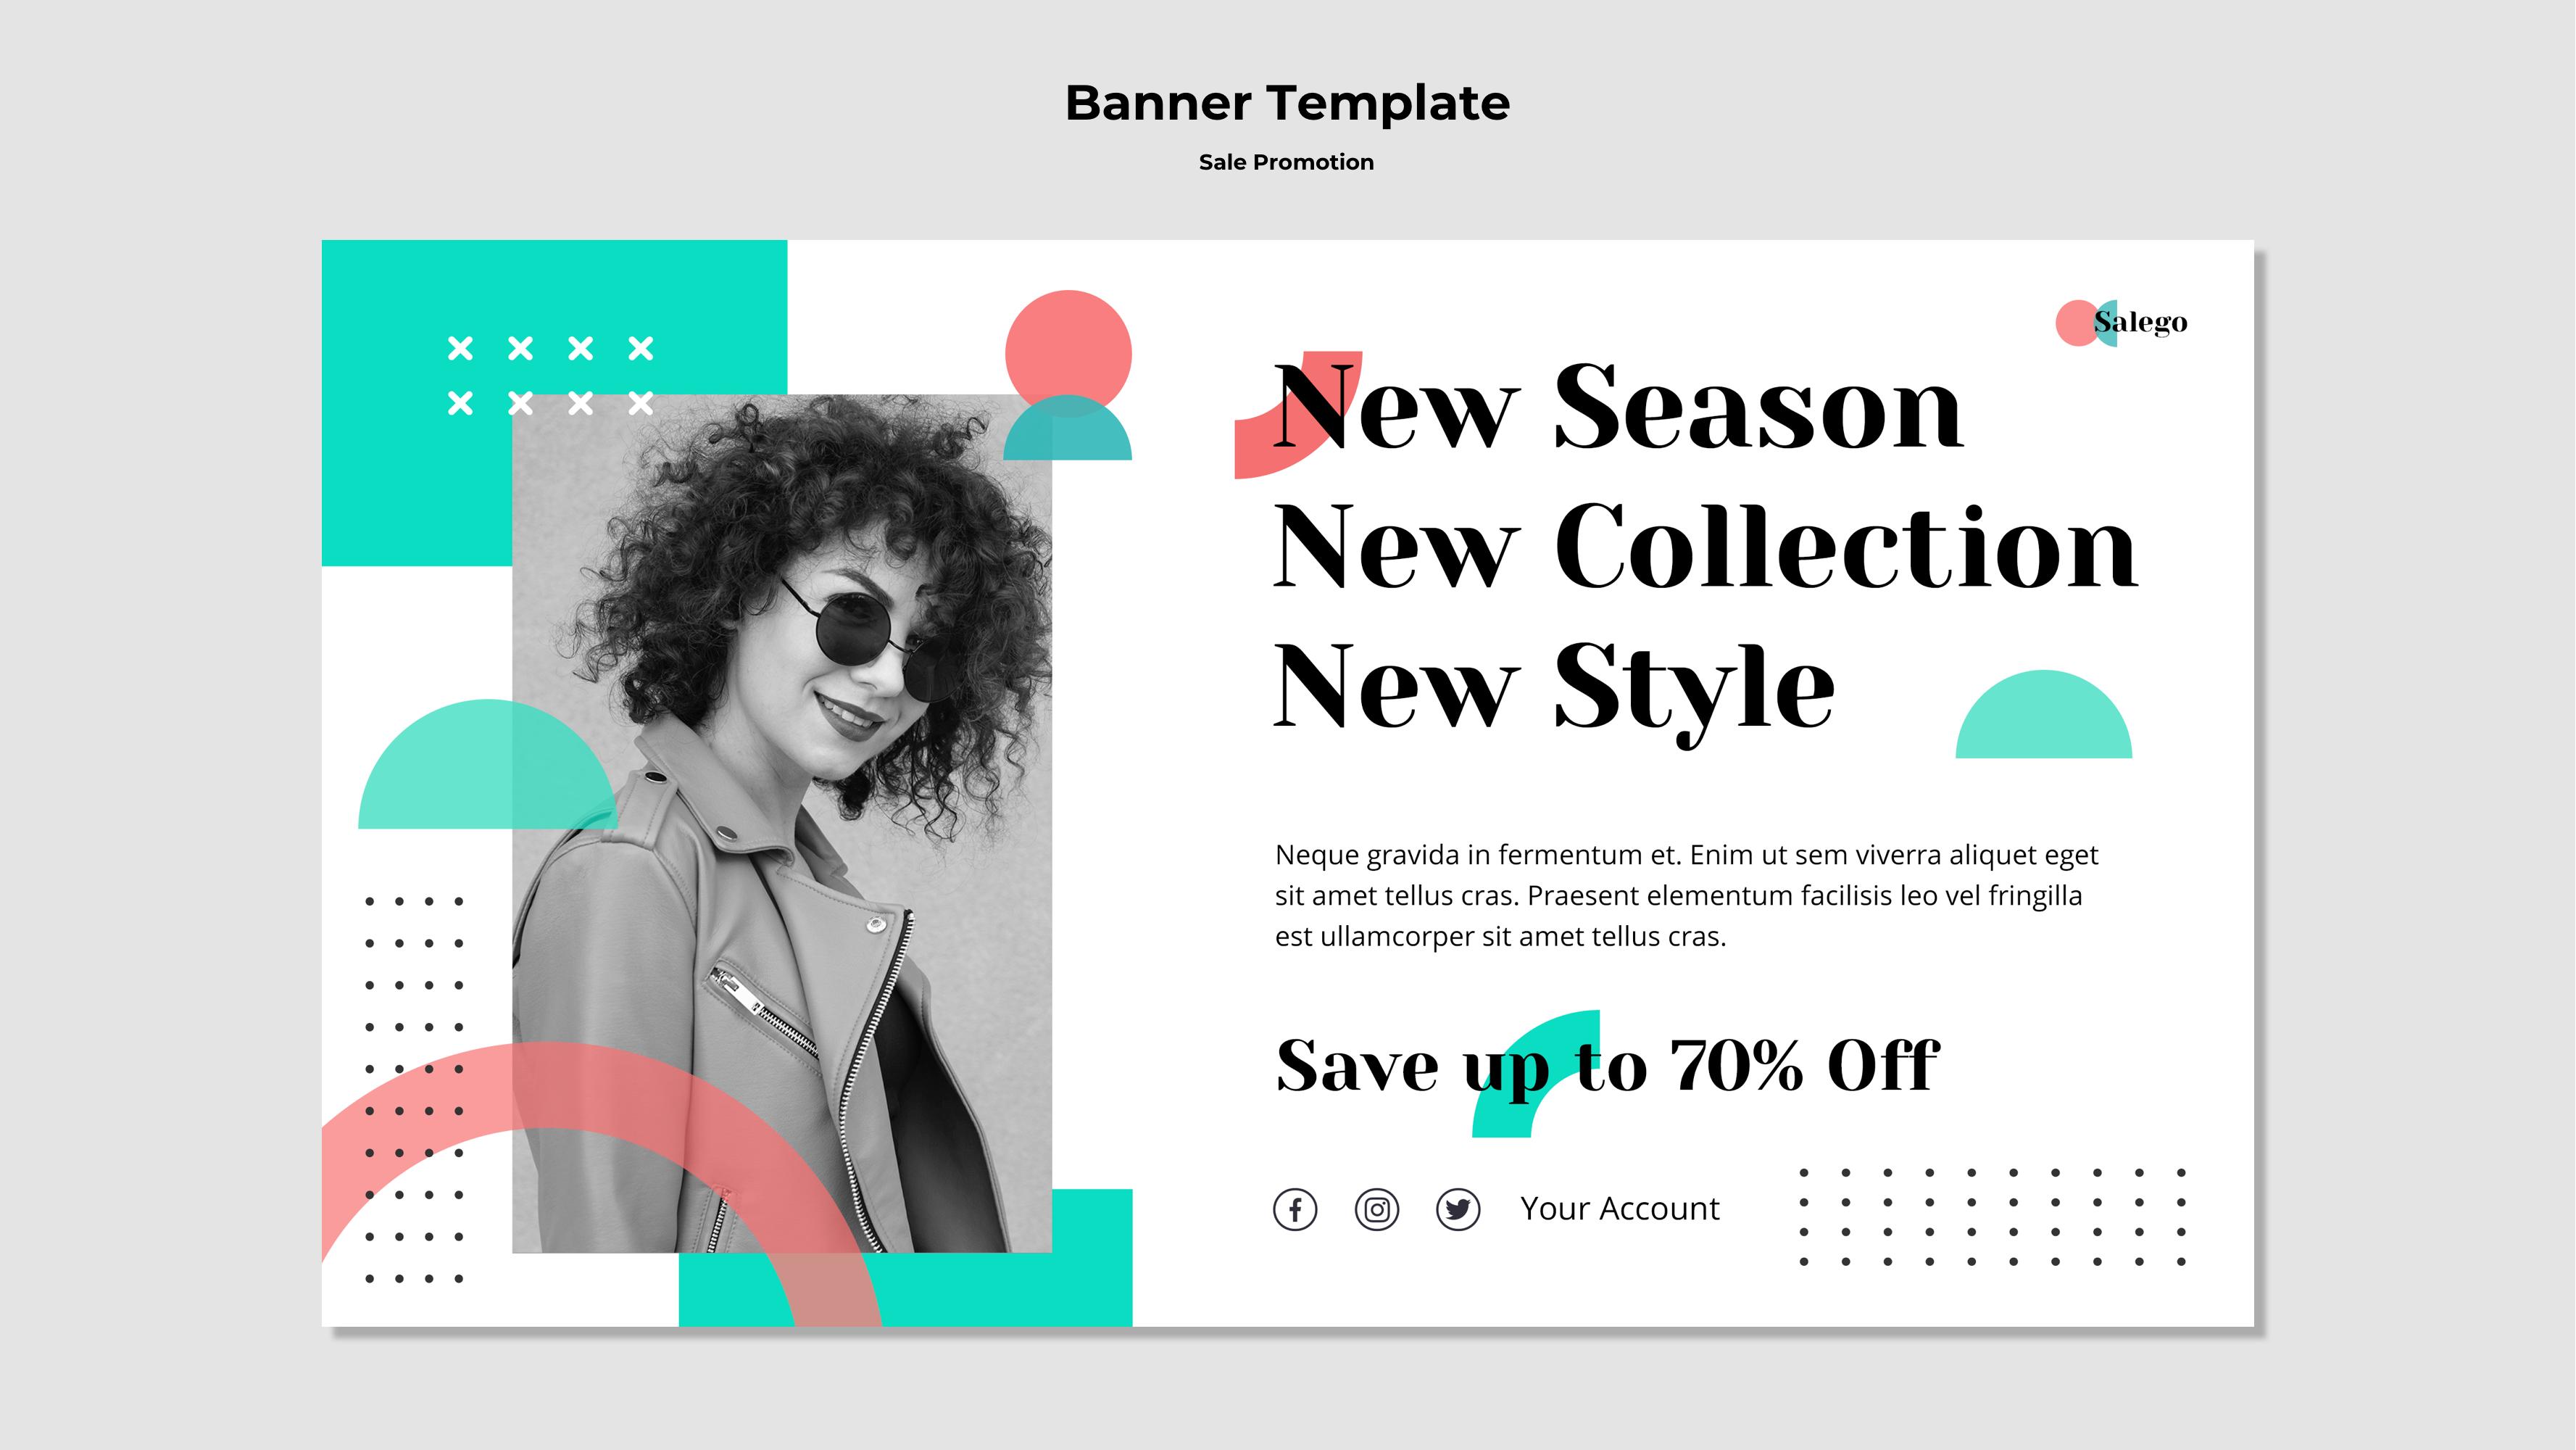 Banner Template
Sale Promotion
Salego
New Season
New Collection
New Style
Neque gravida in fermentum et. Enim ut sem viverra aliquet eget
sit amet tellus cras. Praesent elementum facilisis leo vel fringilla
est ullamcorper sit amet tellus cras.
Save up to 70% Off
Your Account